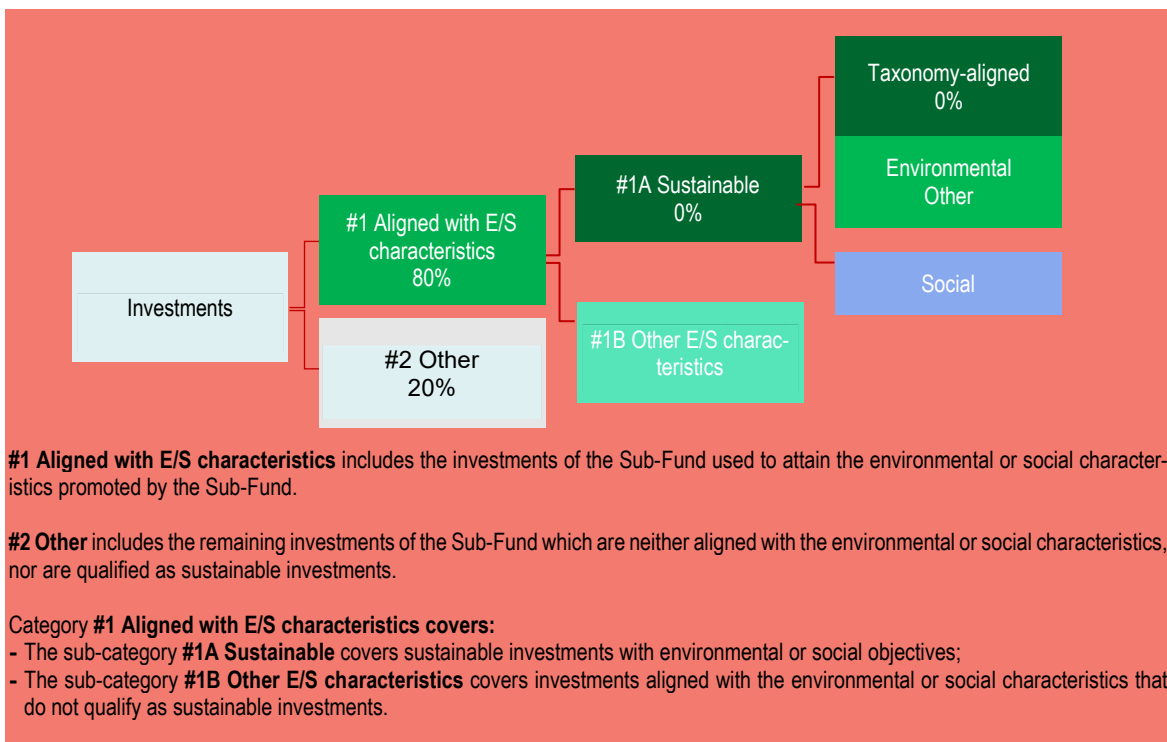 Taxonomy-aligned
0%
Environmental
Other
#1A Sustainable
0%
#1 Aligned with E/S
characteristics
80%
Social
Investments
#1B Other E/S charac-
teristics
#2 Other
20%
#1 Aligned with E/S characteristics includes the investments of the Sub-Fund used to attain the environmental or social character-
istics promoted by the Sub-Fund.
#2 Other includes the remaining investments of the Sub-Fund which are neither aligned with the environmental or social characteristics,
nor are qualified as sustainable investments.
Category #1 Aligned with E/S characteristics covers:
- The sub-category #1A Sustainable covers sustainable investments with environmental or social objectives;
- The sub-category #1B Other E/S characteristics covers investments aligned with the environmental or social characteristics that
do not qualify as sustainable investments.